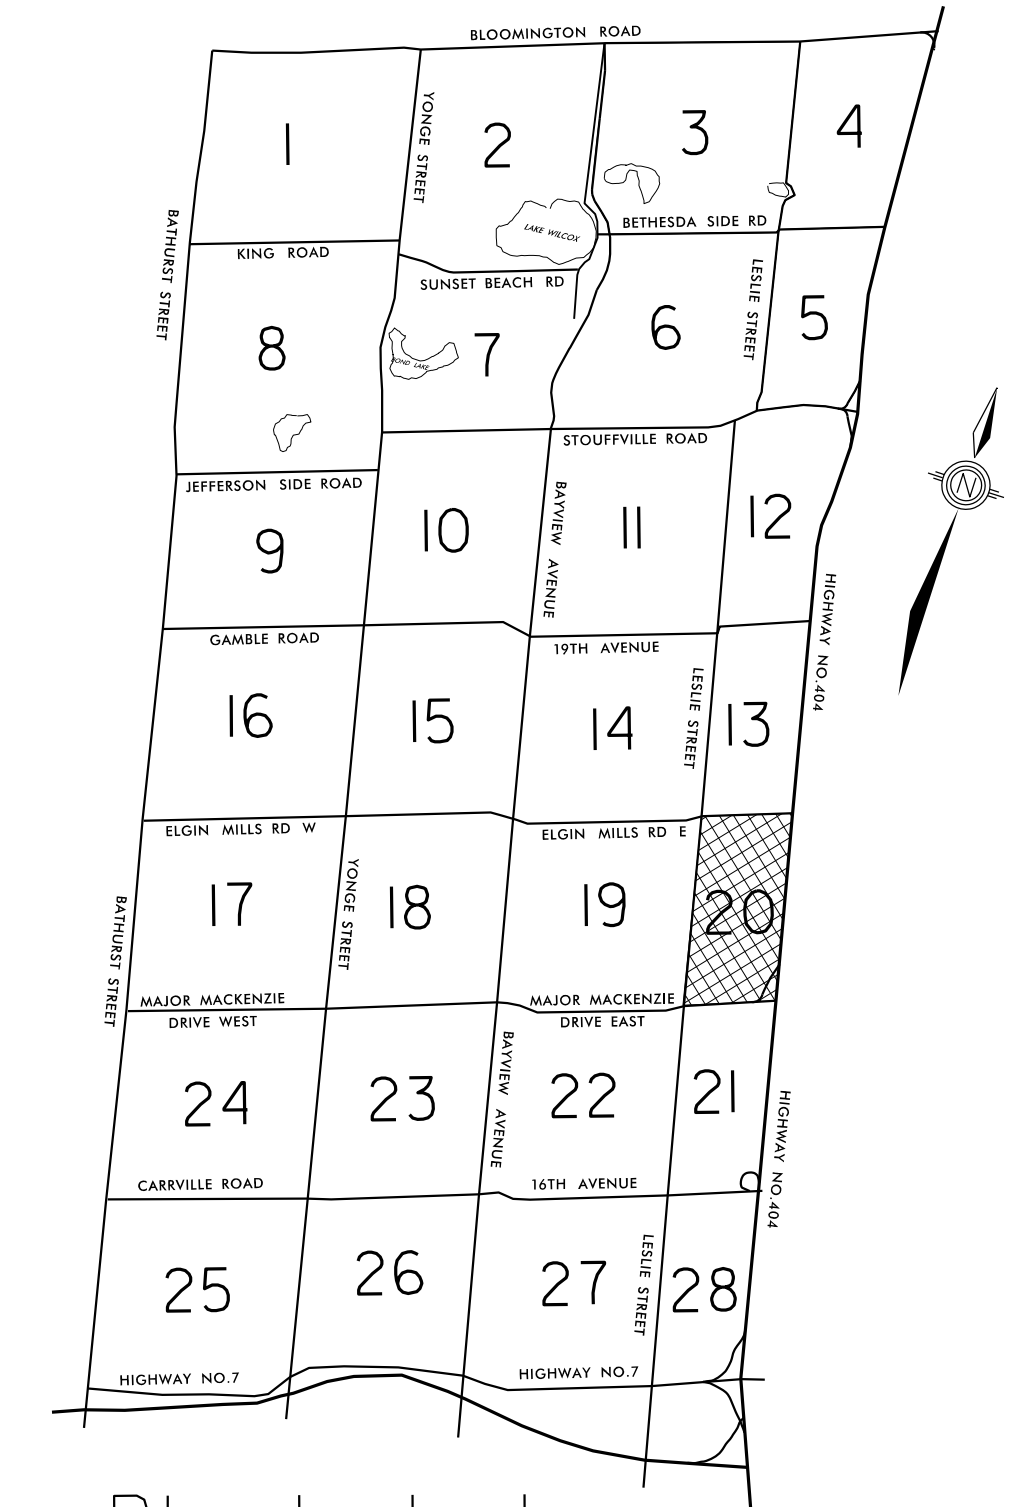 BLOOMINGTON ROAD
1
YONGE STREET
2
3
4
BATHURST STREET
LAKE WILCOX
BETHESDA SIDE RD
KING ROAD
SUNSET BEACH RD
LESLIE STREET
8
7
6
5
POND LAKE
STOUFFVILLE ROAD
JEFFERSON SIDE ROAD
9
10
BAYVIEW AVENUE
11
12
N
HIGHWAY NO.404
GAMBLE ROAD
19TH AVENUE
16
15
14
LESLIE STREET
13
ELGIN MILLS RD W
ELGIN MILLS RD E
BATHURST STREET
17
YONGE STREET
18
19
20
MAJOR MACKENZIE
DRIVE WEST
MAJOR MACKENZIE
DRIVE EAST
24
23
BAYVIEW AVENUE
22
21
HIGHWAY NO.404
CARRVILLE ROAD
16TH AVENUE
25
26
27
LESLIE STREET
28
HIGHWAY NO.7
HIGHWAY NO.7